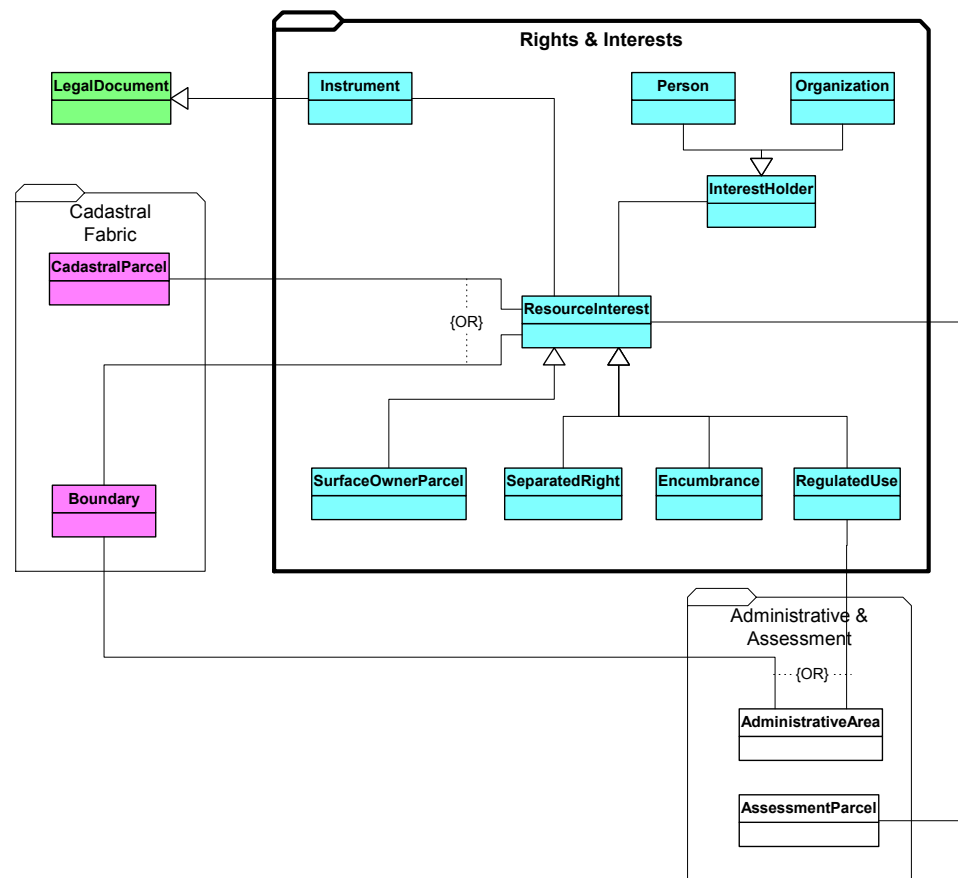 Rights & Interests
LegalDocument
Instrument
Person
Organization
InterestHolder
Cadastral
Fabric
CadastralParcel
ResourceInterest
{OR}
SurfaceOwnerParcel
SeparatedRight
Encumbrance
RegulatedUse
Boundary
Administrative &
Assessment
{OR}
AdministrativeArea
AssessmentParcel